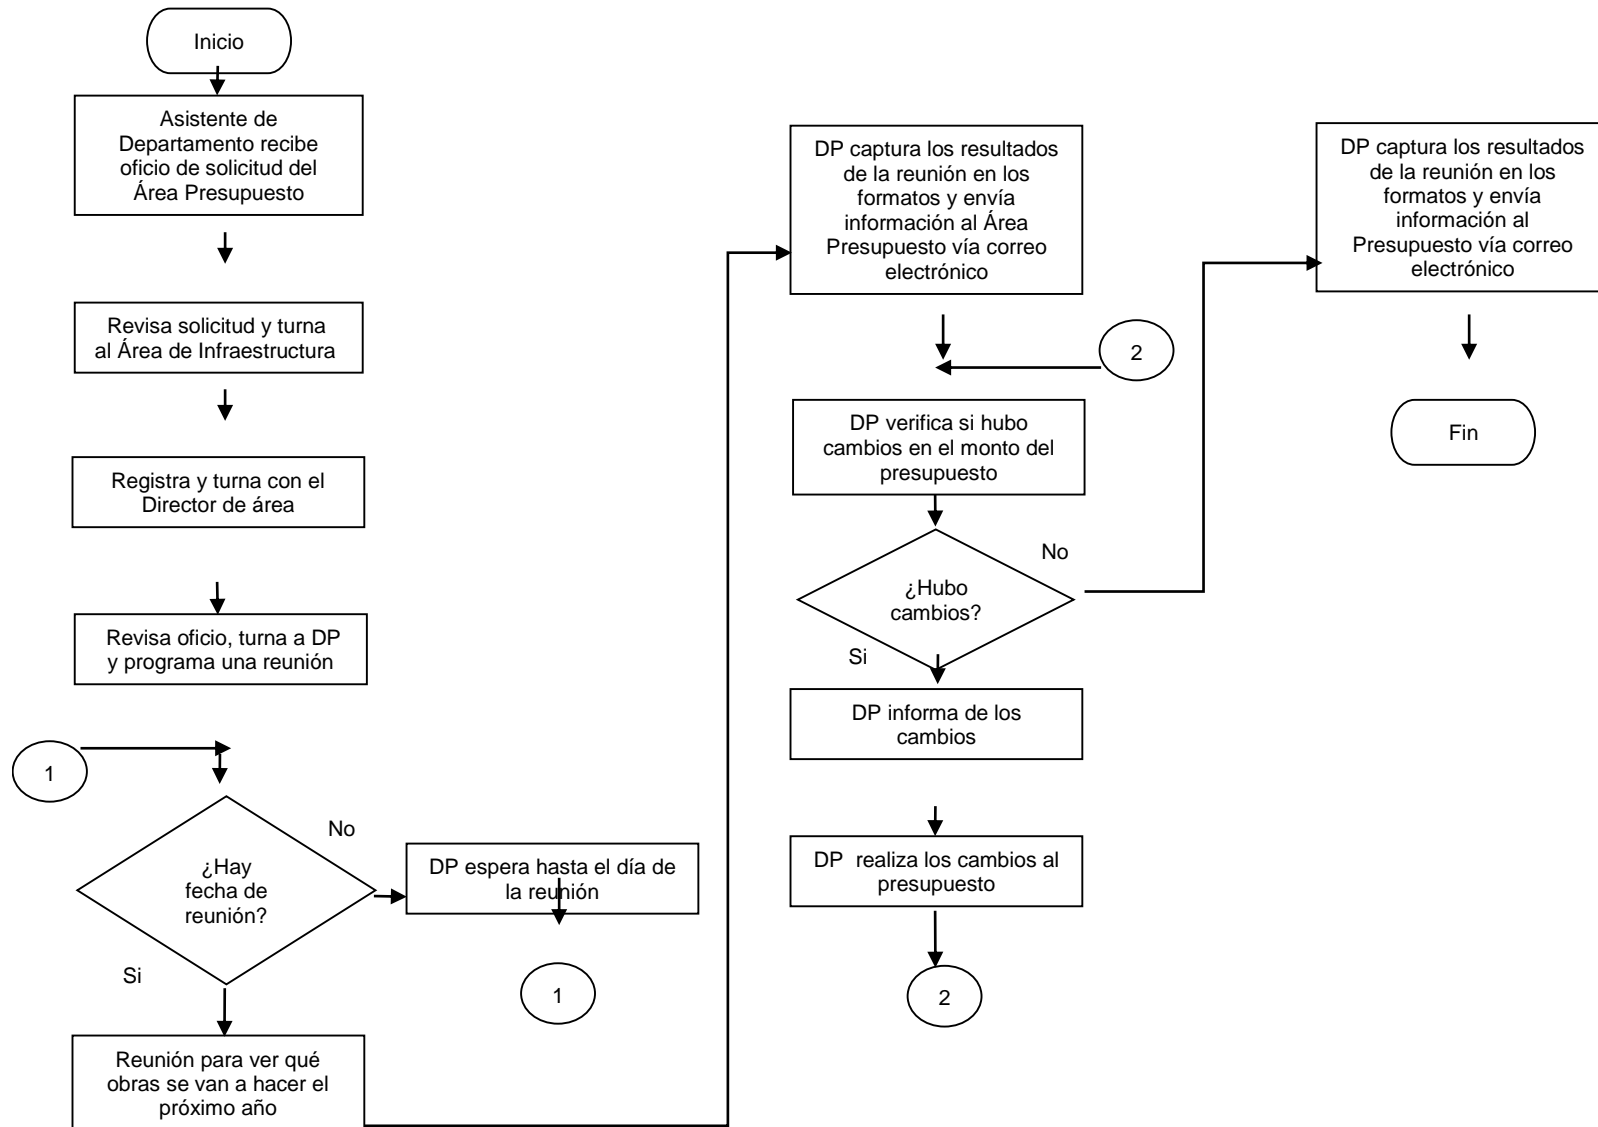 Inicio
Asistente de
Departamento recibe
oficio de solicitud del
Área Presupuesto
Revisa solicitud y turna
al Área de Infraestructura
Registra y turna con el
Director de área
Revisa oficio, turna a DP
y programa una reunión
1
¿Hay
fecha de
reunión?
No
Si
DP espera hasta el día de
la reunión
1
Reunión para ver qué
obras se van a hacer el
próximo año
DP captura los resultados
de la reunión en los
formatos y envía
información al Área
Presupuesto vía correo
electrónico
2
DP verifica si hubo
cambios en el monto del
presupuesto
¿Hubo
cambios?
No
Si
DP informa de los
cambios
DP  realiza los cambios al
presupuesto
2
DP captura los resultados
de la reunión en los
formatos y envía
información al
Presupuesto vía correo
electrónico
Fin